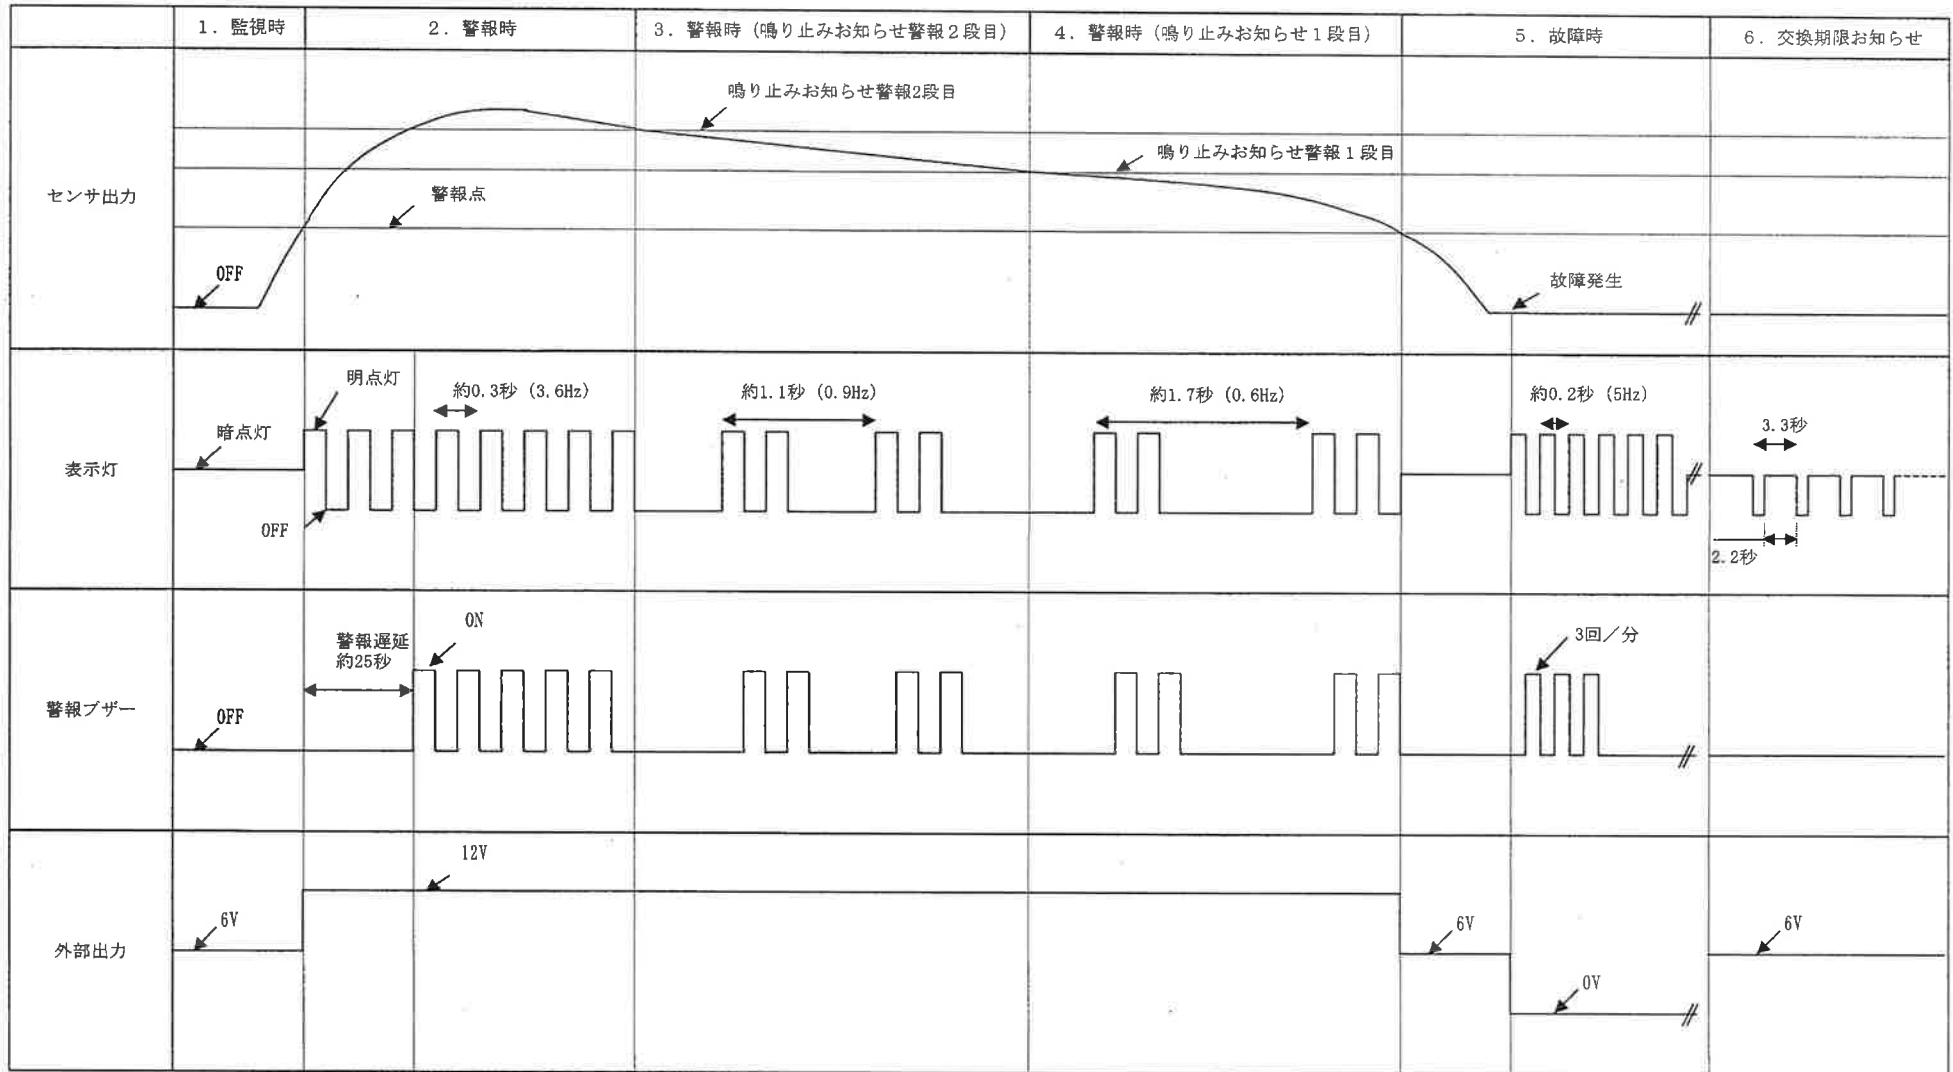 1. 監視時
2. 警報時
3. 警報時（鳴り止みお知らせ警報２段目）
4. 警報時（鳴り止みお知らせ１段目）
5. 故障時
6. 交換期限お知らせ
センサ出力
OFF
警報点
鳴り止みお知らせ警報2段目
鳴り止みお知らせ警報１段目
故障発生
表示灯
暗点灯
明点灯
OFF
約0.3秒 (3.6Hz)
約1.1秒 (0.9Hz)
約1.7秒 (0.6Hz)
約0.2秒 (5Hz)
3.3秒
2.2秒
警報ブザー
OFF
警報遅延
約25秒
ON
3回／分
外部出力
6V
12V
6V
0V
6V